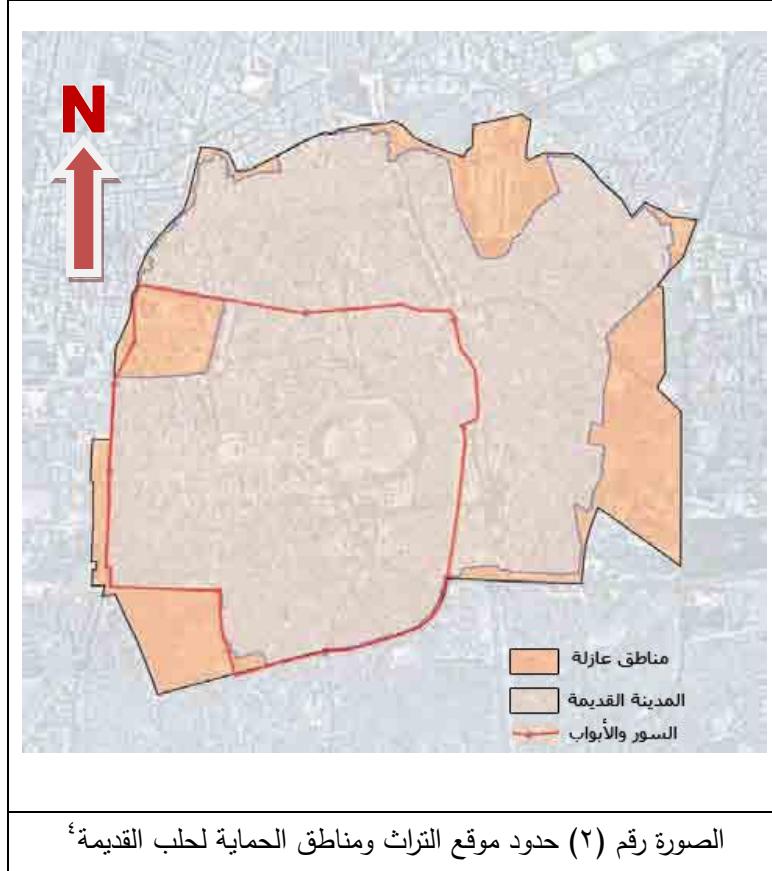 N
مناطق عازلة
المدينة القديمة
السور والأبواب
الصورة رقم (٢) حدود موقع التراث ومناطق الحماية لحلب القديمة٤